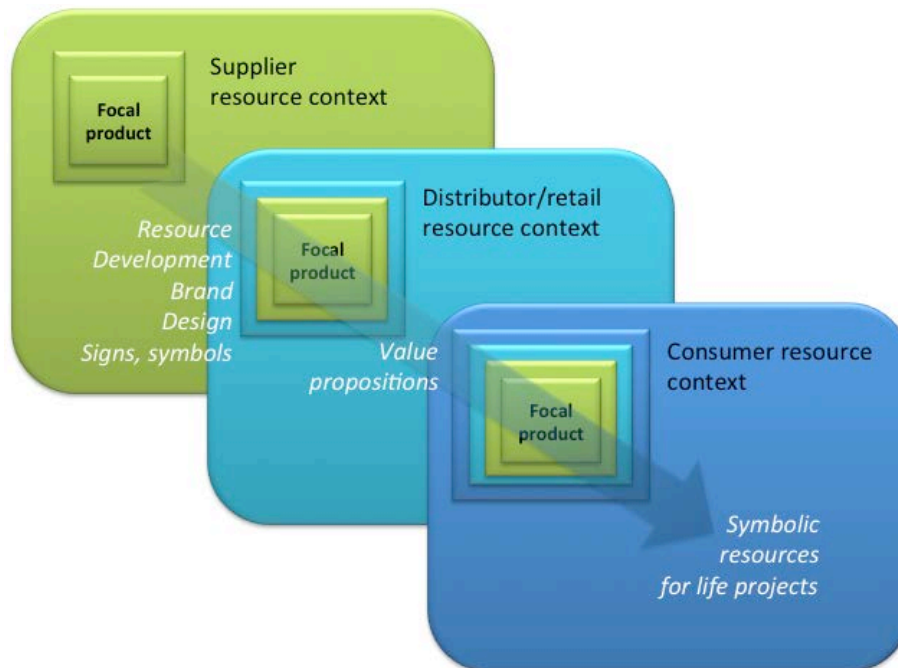 Supplier
resource context
Focal
product
Resource
Development
Brand
Design
Signs, symbols
Distributor/retail
resource context
Focal
product
Value
propositions
Consumer resource
context
Focal
product
Symbolic
resources
for life projects